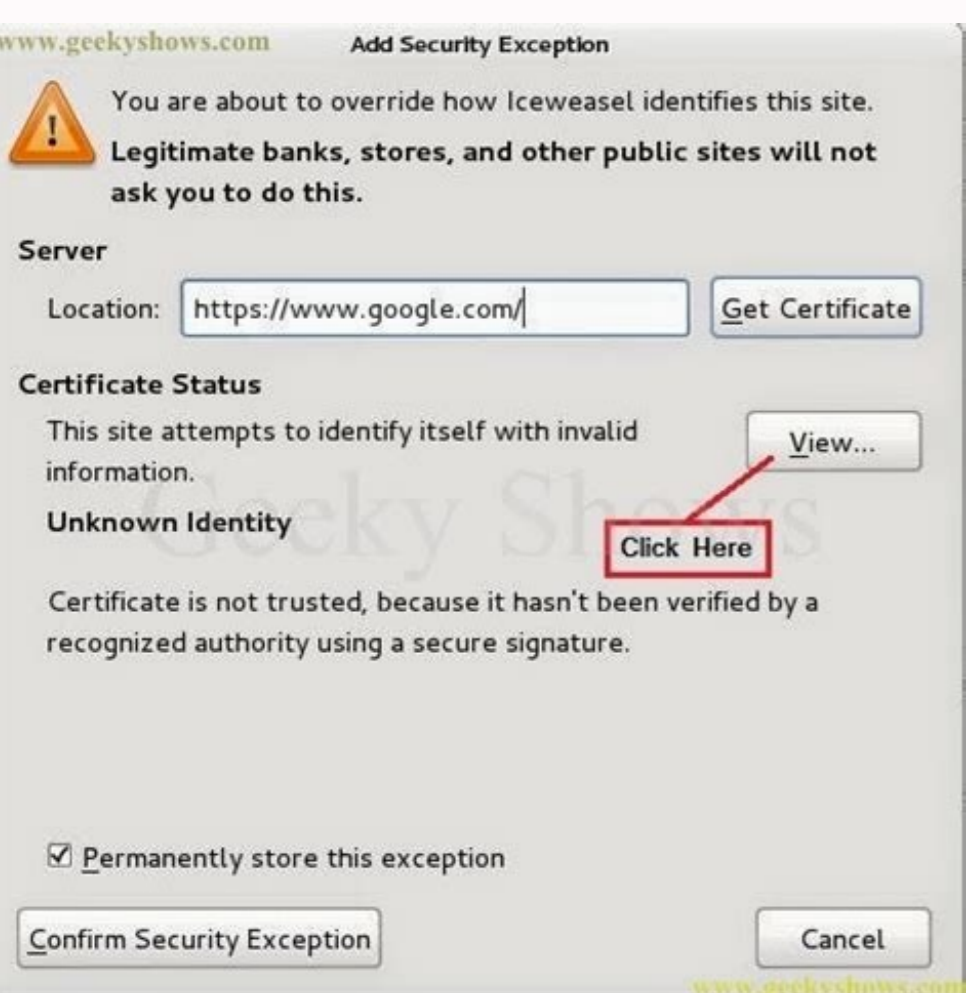 www.geekyshows.com
Add Security Exception
You are about to override how Iceweasel identifies this site.
Legitimate banks, stores, and other public sites will not
ask you to do this.
Server
Location: https://www.google.com/ Get Certificate
Certificate Status
This site attempts to identify itself with invalid
information.
View...
Geeky Shows
Unknown Identity
Click Here
Certificate is not trusted, because it hasn't been verified by a
recognized authority using a secure signature.
Permanently store this exception
Confirm Security Exception Cancel
www.geekyshows.com